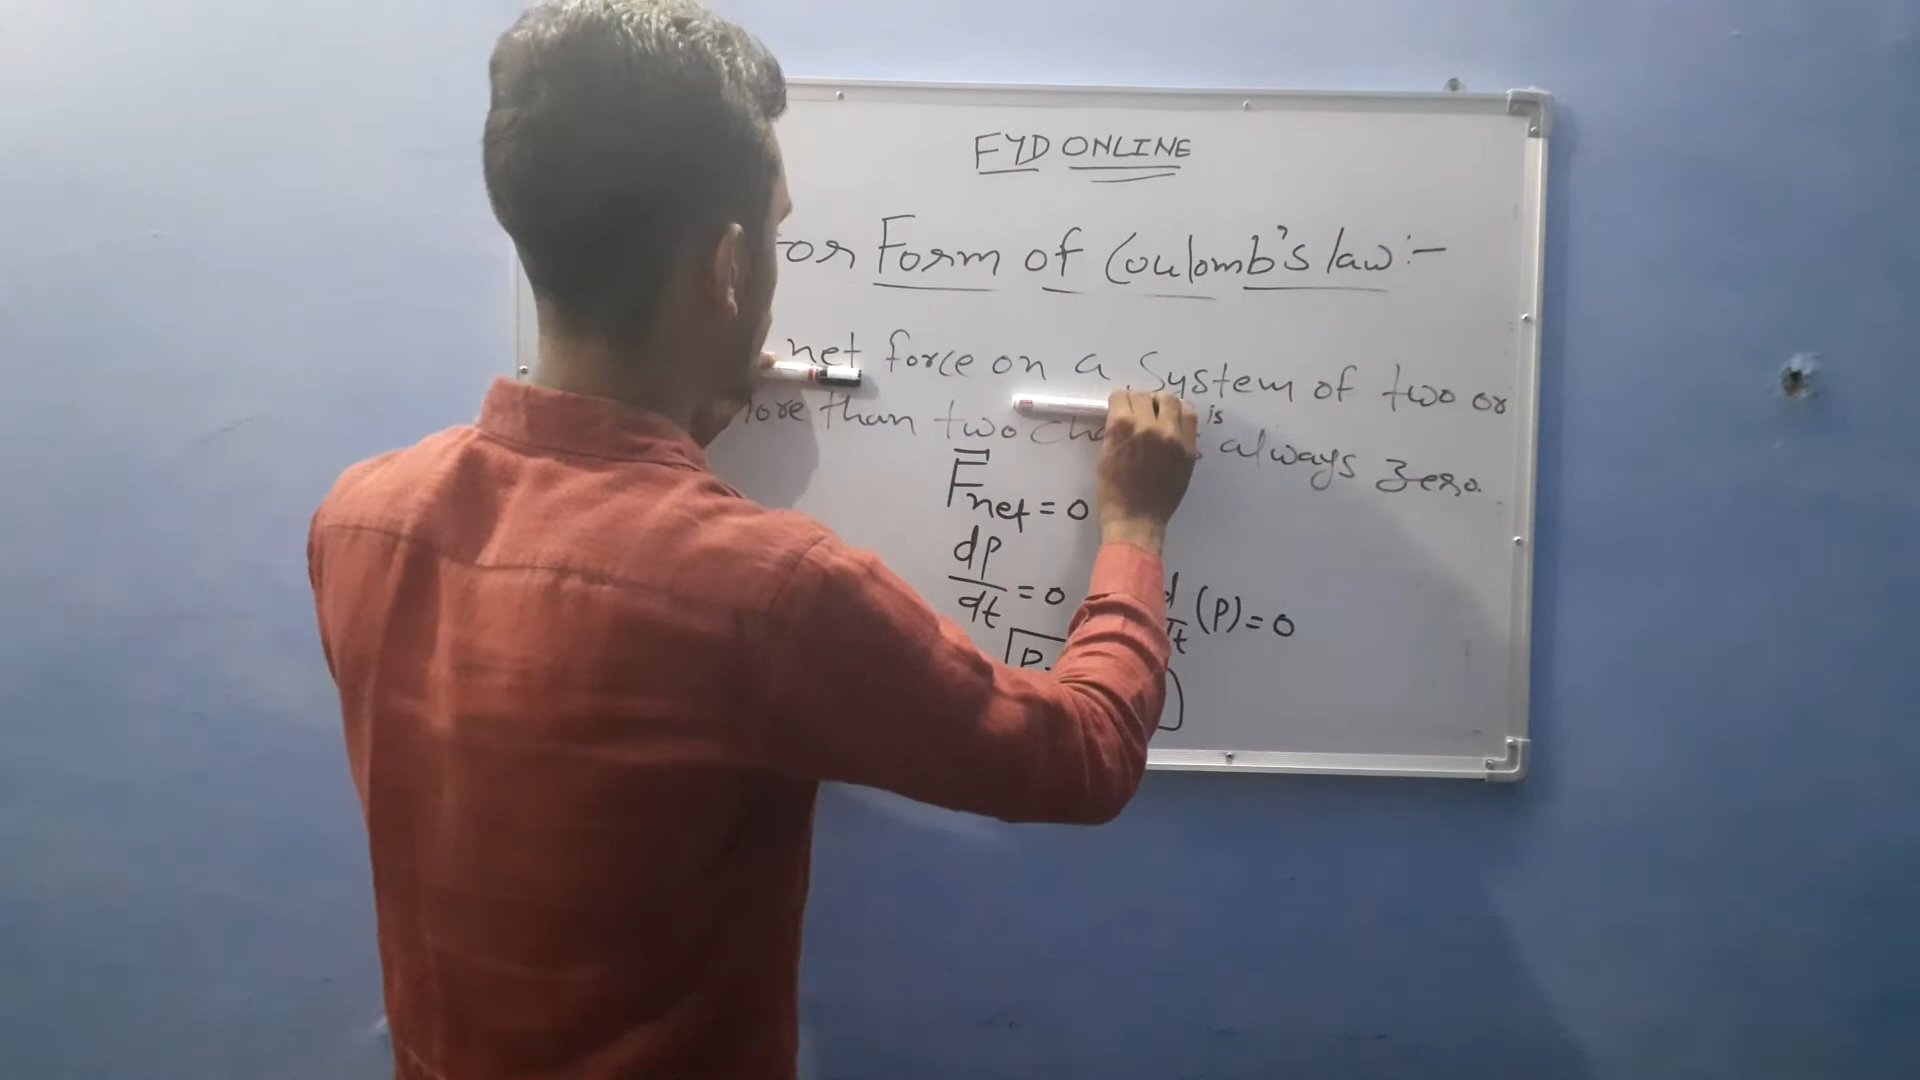 FYD ONLINE
Form of Coulomb's law :-
net force on a System of two or
than two is always zero.
F net = 0
dp/dt = 0 (P) = 0